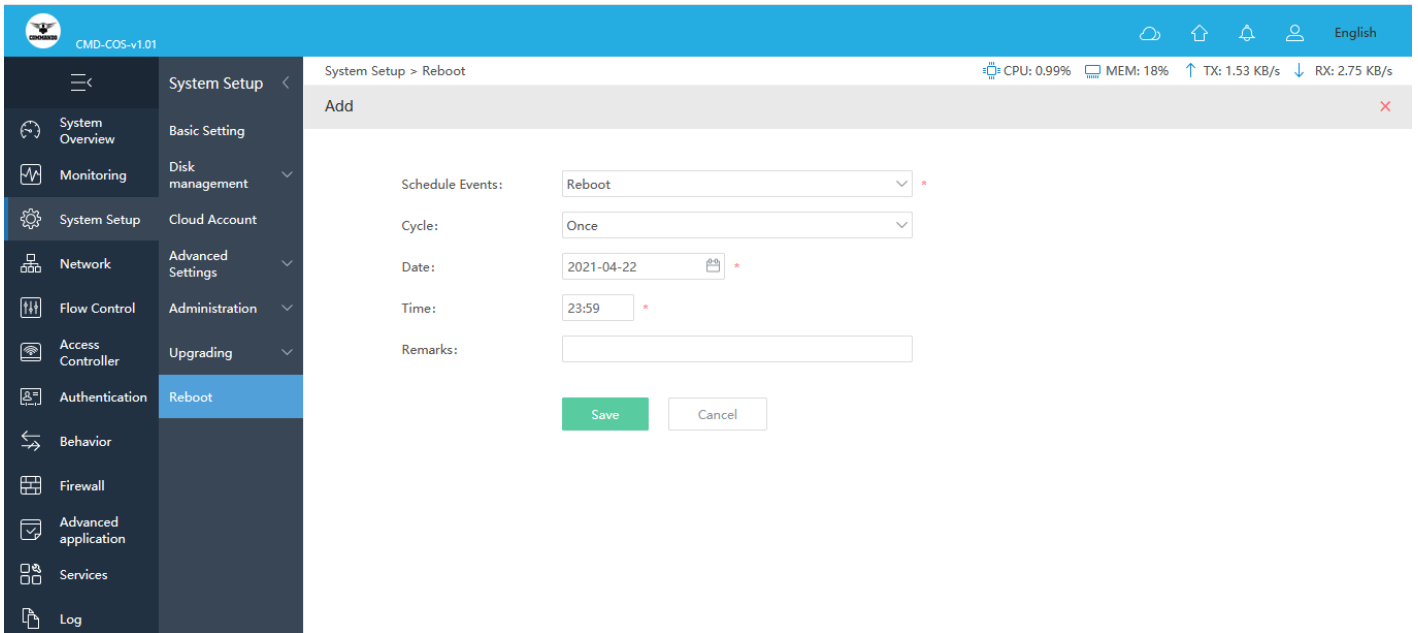 COMMANDO
CMD-COS-v1.01
English
System Setup
System Setup > Reboot
CPU: 0.99% MEM: 18% TX: 1.53 KB/s RX: 2.75 KB/s
Add
System
Overview
Monitoring
System Setup
Network
Flow Control
Access
Controller
Authentication
Behavior
Firewall
Advanced
application
Services
Log
Basic Setting
Disk
management
Cloud Account
Advanced
Settings
Administration
Upgrading
Reboot
Schedule Events: Reboot *
Cycle: Once
Date: 2021-04-22 *
Time: 23:59 *
Remarks:
Save Cancel